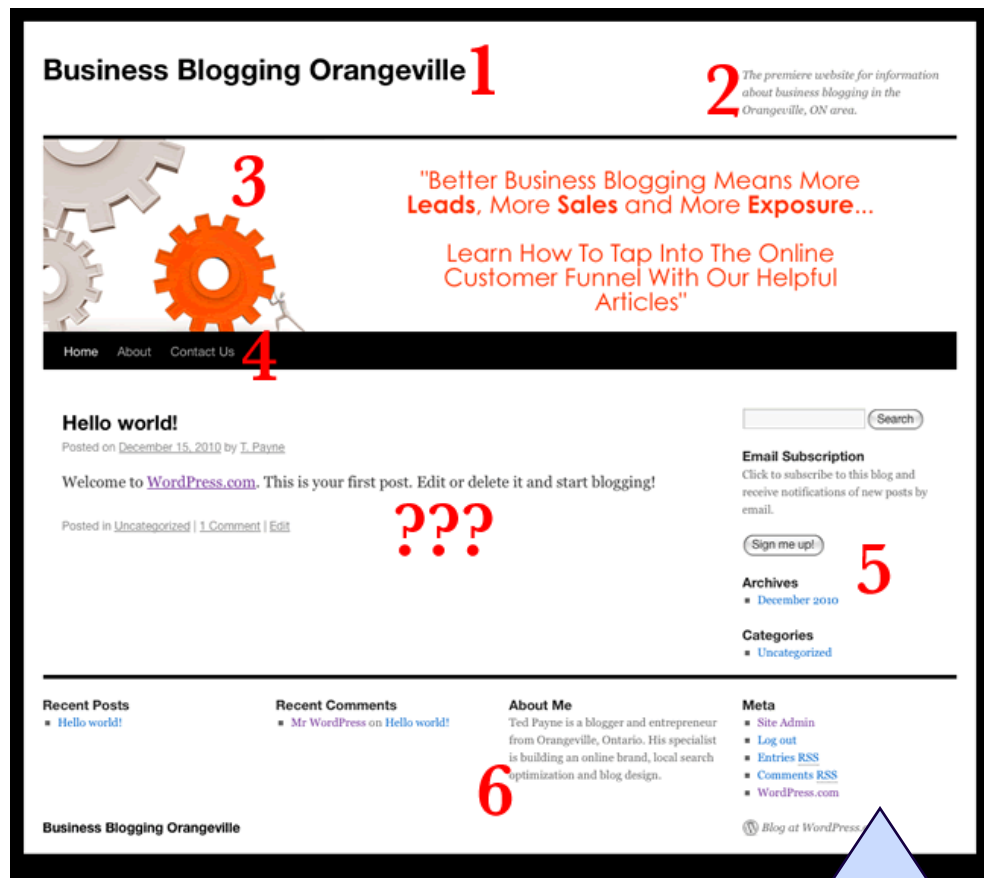 Business Blogging Orangeville
1
2
The premiere website for information
about business blogging in the
Orangeville, ON area.
3
"Better Business Blogging Means More
Leads, More Sales and More Exposure...
Learn How To Tap Into The Online
Customer Funnel With Our Helpful
Articles"
Home About Contact Us
4
Hello world!
Posted on December 15, 2010 by T. Payne
Welcome to WordPress.com. This is your first post. Edit or delete it and start blogging!
???
Posted in Uncategorized | 1 Comment | Edit
Search
Email Subscription
Click to subscribe to this blog and
receive notifications of new posts by
email.
Sign me up!
5
Archives
December 2010
Categories
Uncategorized
Recent Posts
Hello world!
Recent Comments
Mr WordPress on Hello world!
About Me
Ted Payne is a blogger and entrepreneur
from Orangeville, Ontario. His specialist
is building an online brand, local search
optimization and blog design.
6
Meta
Site Admin
Log out
Entries RSS
Comments RSS
WordPress.com
Business Blogging Orangeville
Blog at WordPress.